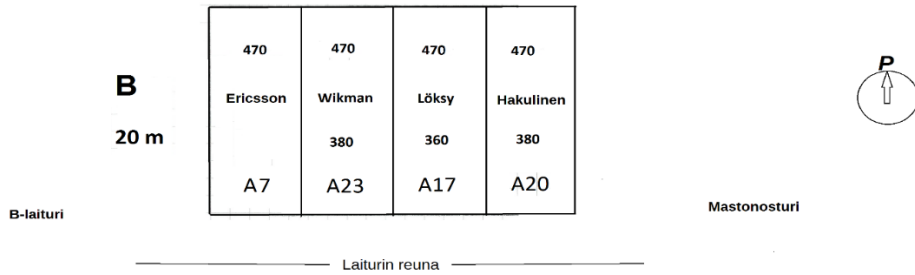 470 470 470 470
P
B
Ericsson Wikman Löksy Hakulinen
20 m
380 360 380
A7 A23 A17 A20
B-laituri
Mastonosturi
Laiturin reuna